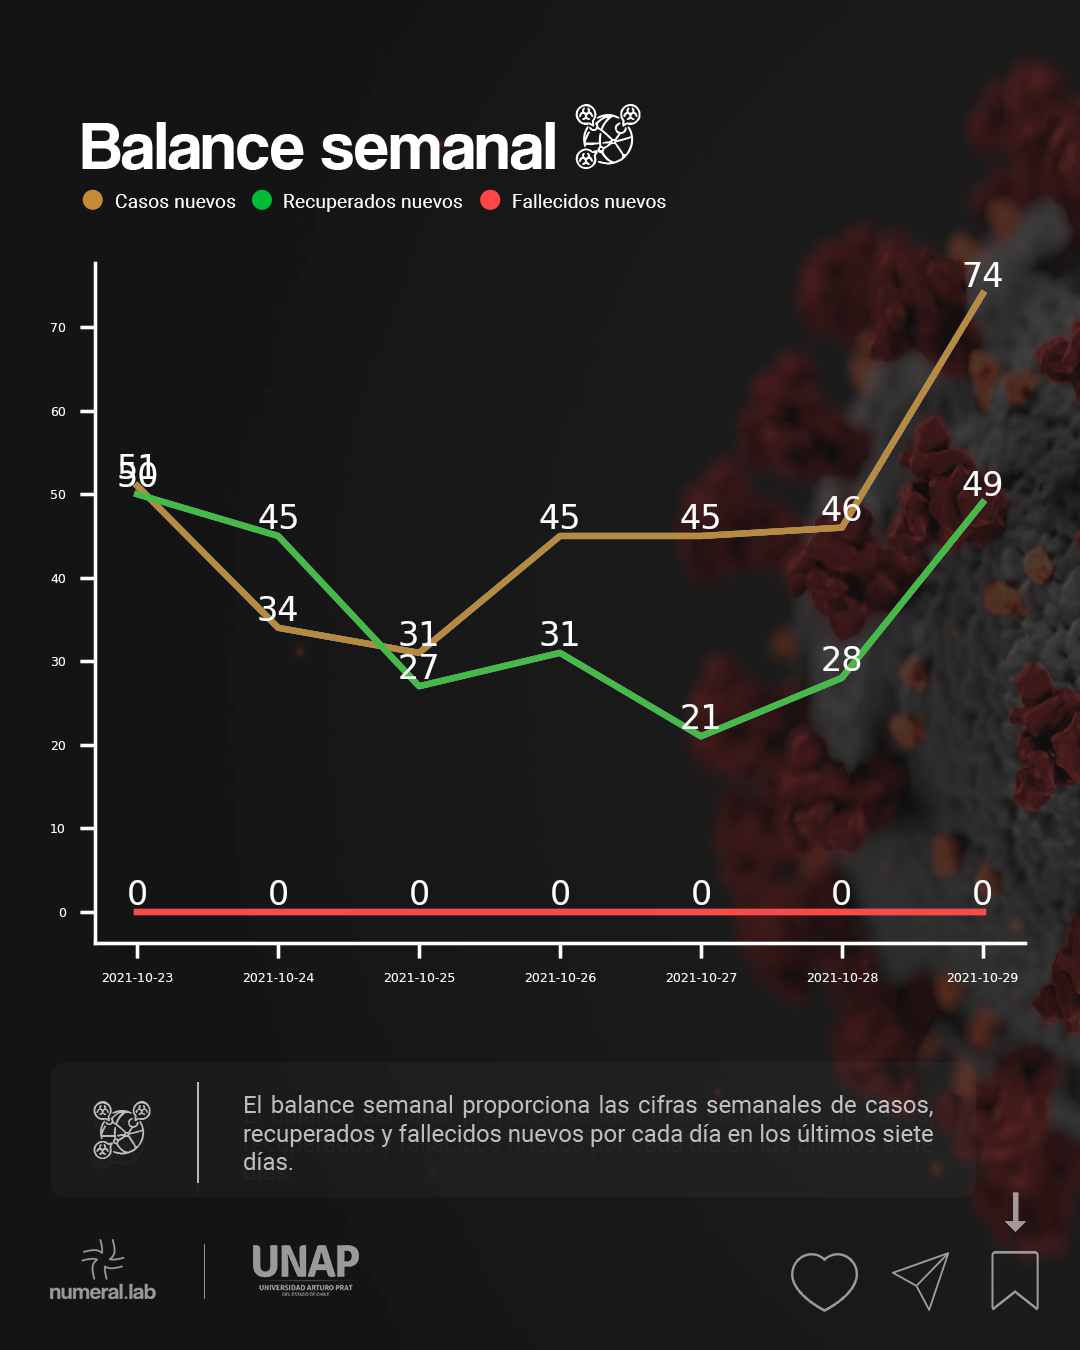 Balance semanal
Casos nuevos Recuperados nuevos Fallecidos nuevos
74
70
60
51
50
50
49
45
45
45
46
40
34
31
27
31
28
30
21
20
10
0 0 0 0 0 0 0
0
2021-10-23 2021-10-24 2021-10-25 2021-10-26 2021-10-27 2021-10-28 2021-10-29
El balance semanal proporciona las cifras semanales de casos,
recuperados y fallecidos nuevos por cada día en los últimos siete
días.
numeral.lab
UNAP
UNIVERSIDAD ARTURO PRAT
DEL ESTADO DE CHILE